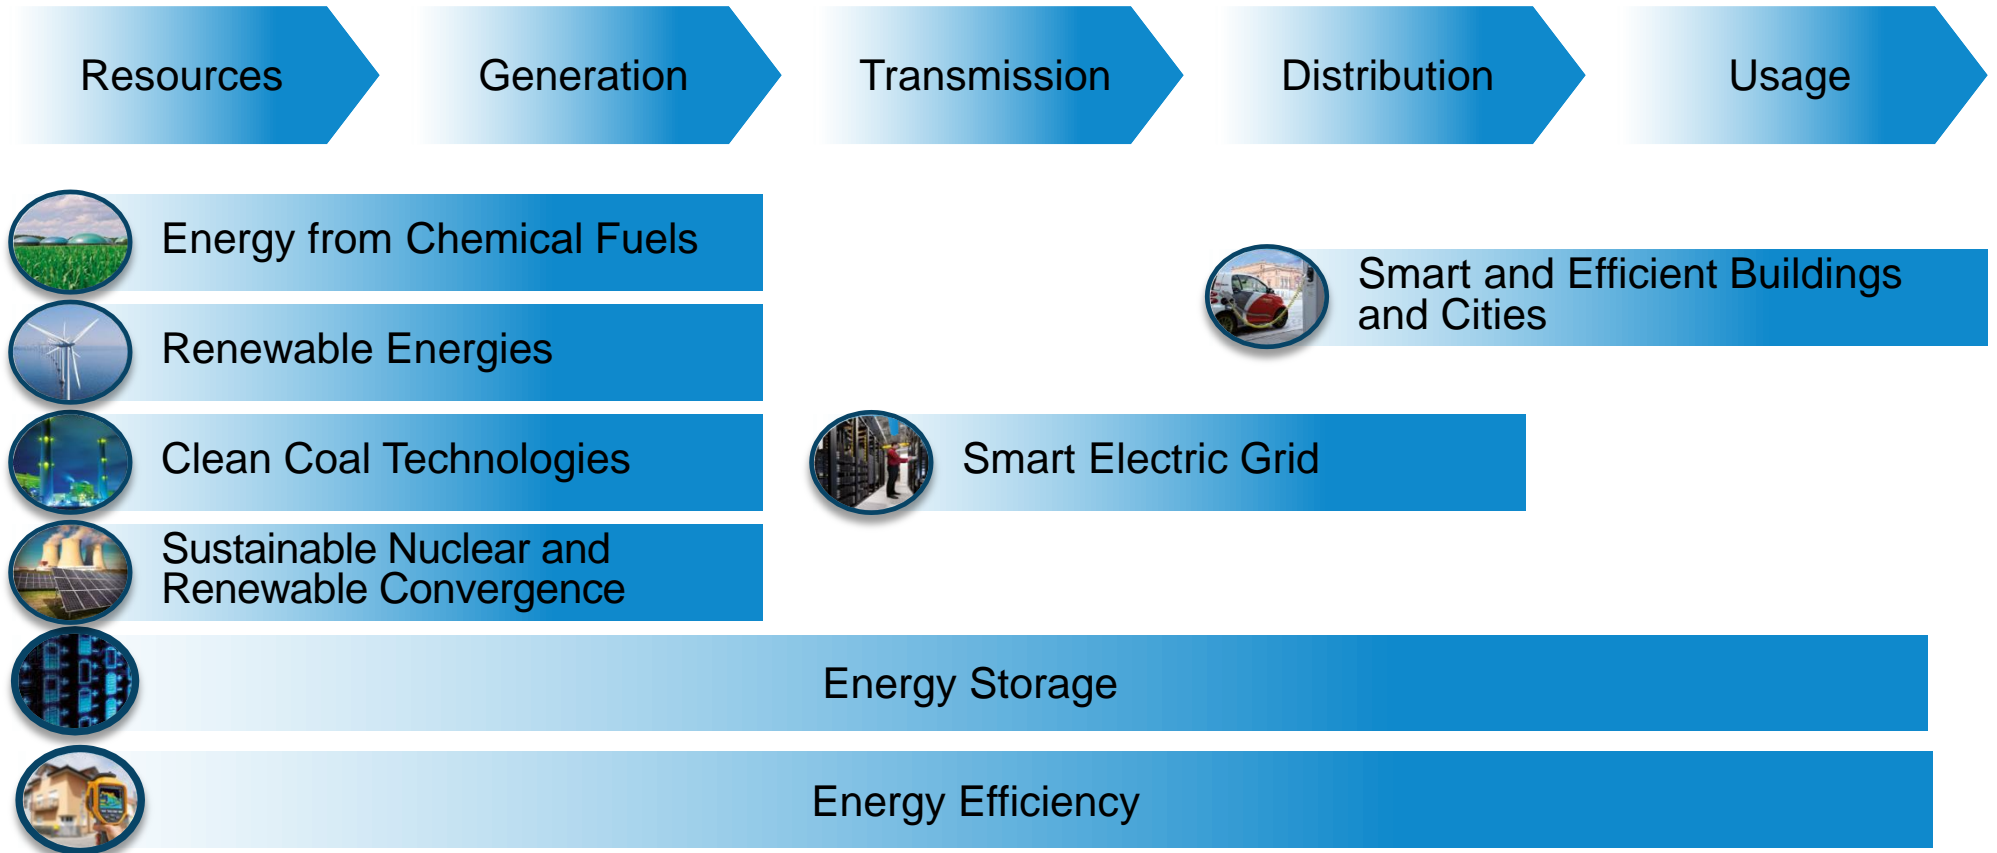 Resources
Generation
Transmission
Distribution
Usage
Energy from Chemical Fuels
Renewable Energies
Clean Coal Technologies
Sustainable Nuclear and
Renewable Convergence
Smart and Efficient Buildings
and Cities
Smart Electric Grid
Energy Storage
Energy Efficiency